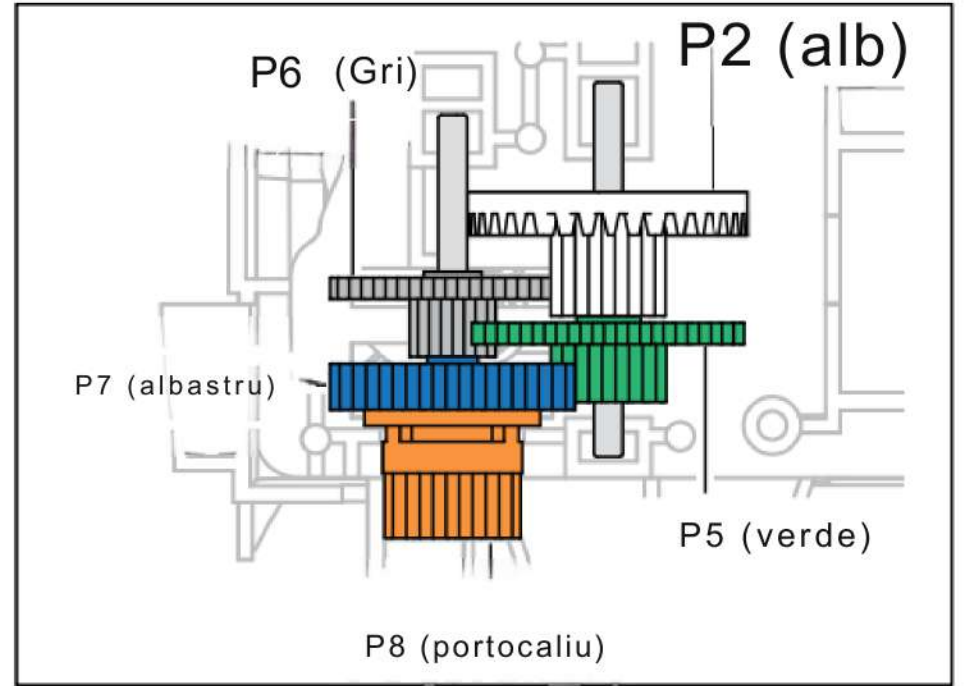 P2 (alb)
P6 (Gri)
P7 (albastru)
P5 (verde)
P8 (portocaliu)